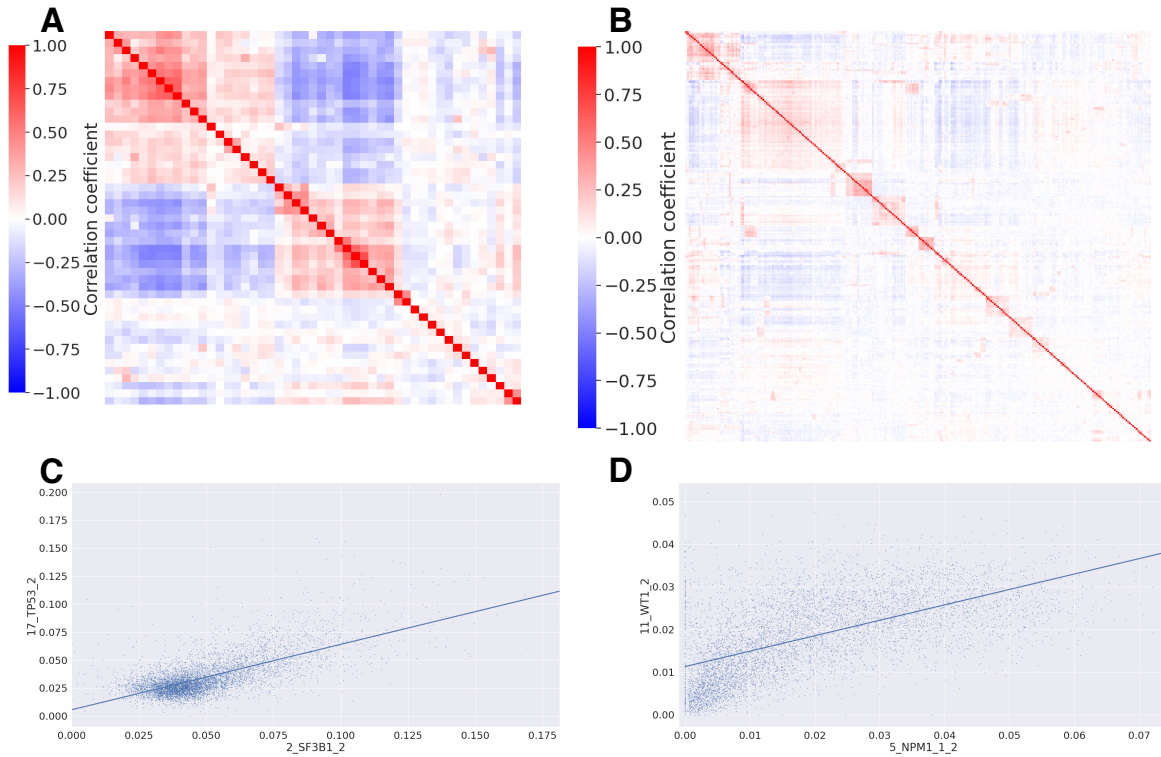 A
1.00
0.75
0.50
0.25
0.00
−0.25
−0.50
−0.75
−1.00
Correlation coefficient
B
1.00
0.75
0.50
0.25
0.00
−0.25
−0.50
−0.75
−1.00
Correlation coefficient
C
0.200
0.175
0.150
0.125
0.100
0.075
0.050
0.025
0.000
17_TP53_2
0.000 0.025 0.050 0.075 0.100 0.125 0.150 0.175
2_SF3B1_2
D
0.05
0.04
0.03
0.02
0.01
0.00
11_WT1_2
0.00 0.01 0.02 0.03 0.04 0.05 0.06 0.07
5_NPM1_1_2